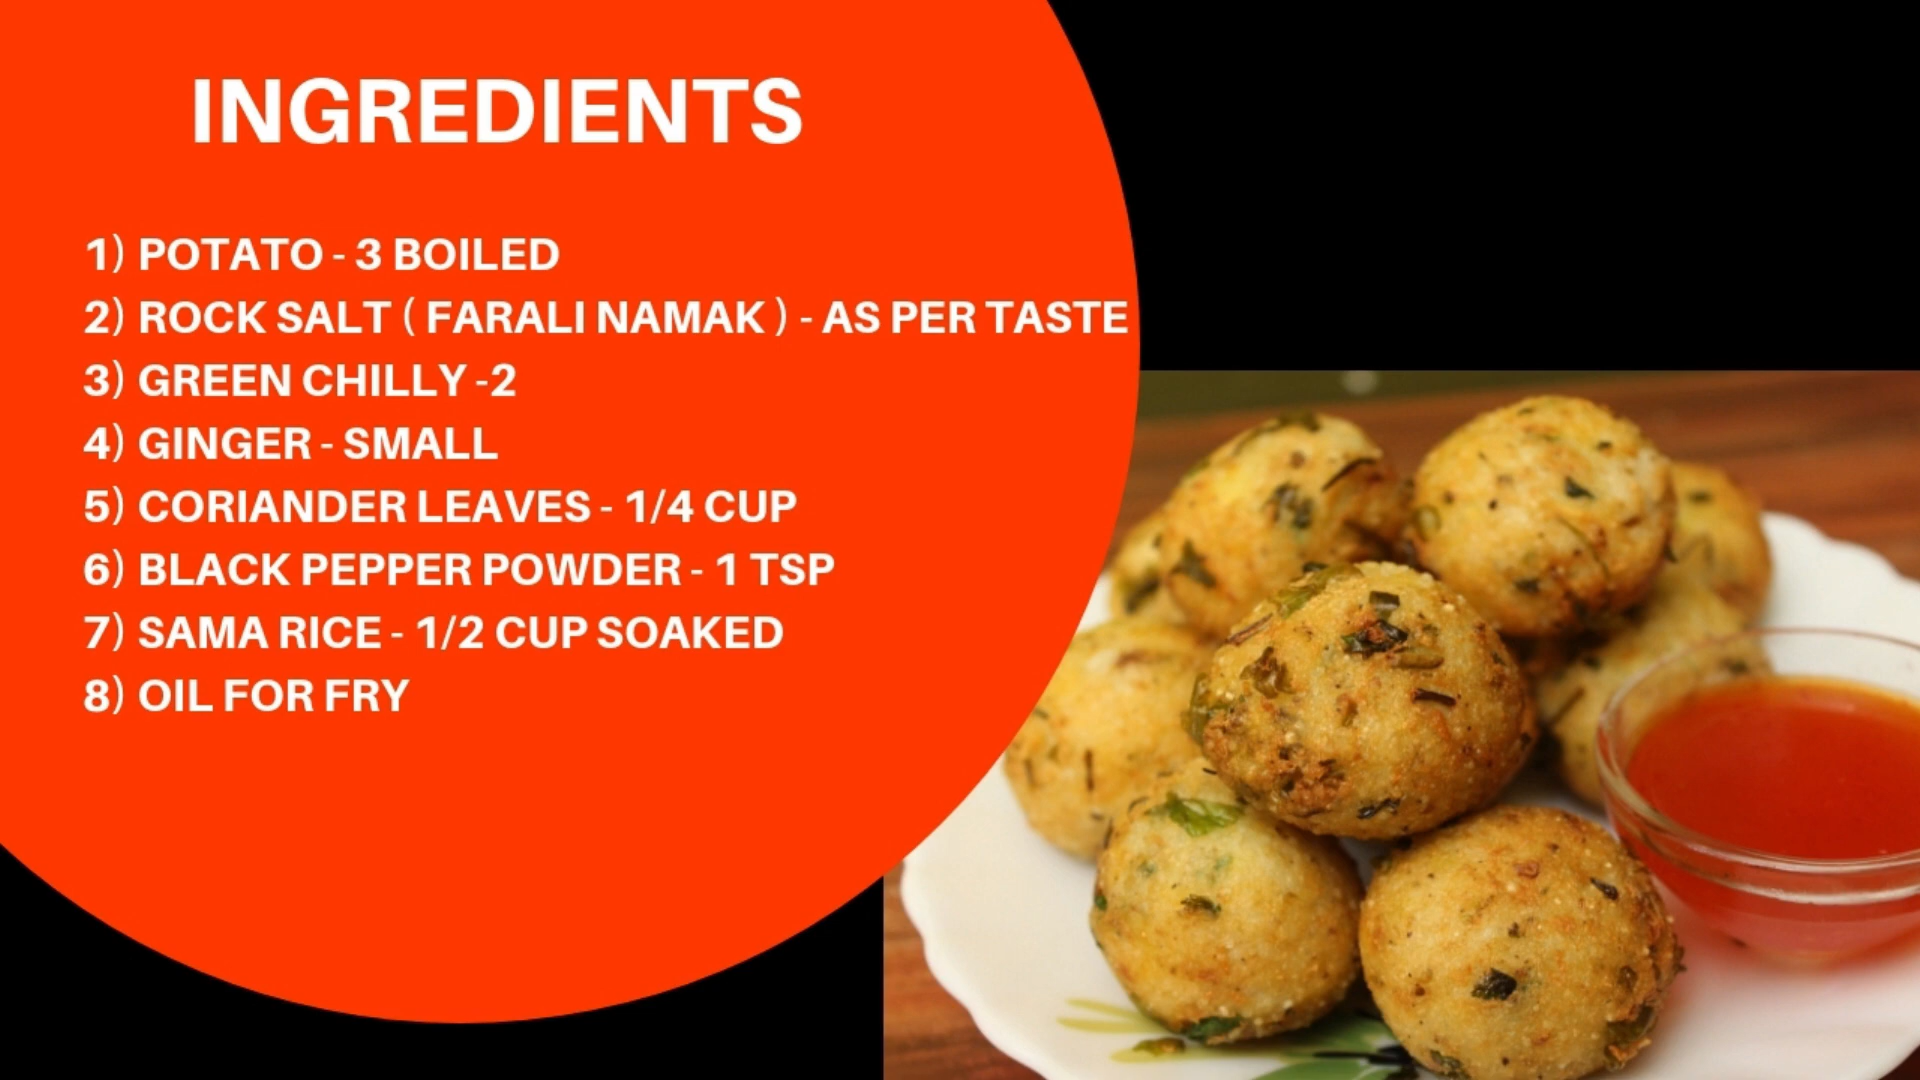 INGREDIENTS
1) POTATO - 3 BOILED
2) ROCK SALT ( FARALI NAMAK ) - AS PER TASTE
3) GREEN CHILLY -2
4) GINGER - SMALL
5) CORIANDER LEAVES - 1/4 CUP
6) BLACK PEPPER POWDER - 1 TSP
7) SAMA RICE - 1/2 CUP SOAKED
8) OIL FOR FRY